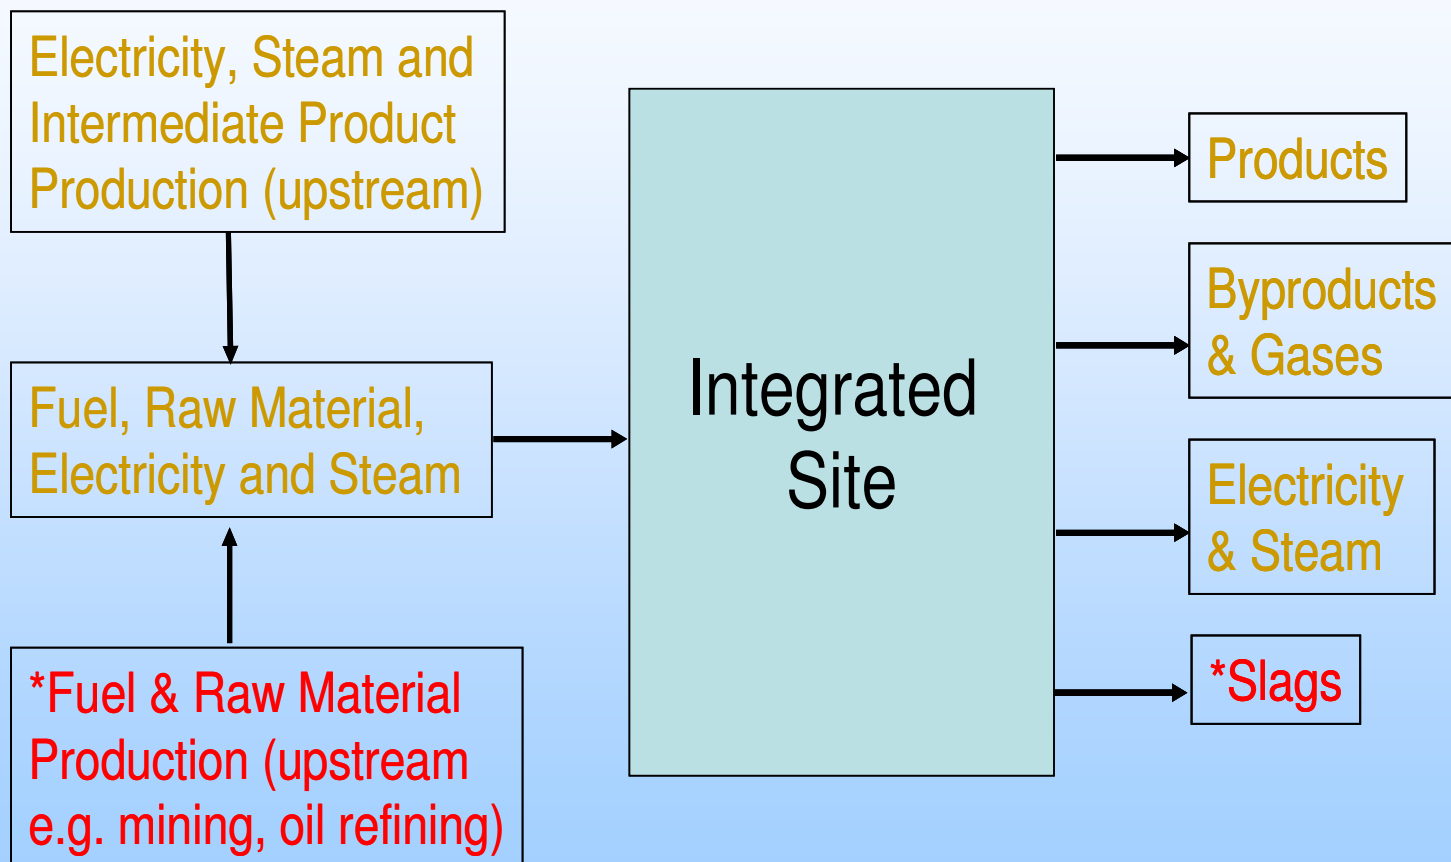 Electricity, Steam and
Intermediate Product
Production (upstream)
Fuel, Raw Material,
Electricity and Steam
*Fuel & Raw Material
Production (upstream
e.g. mining, oil refining)
Integrated
Site
Products
Byproducts
& Gases
Electricity
& Steam
*Slags